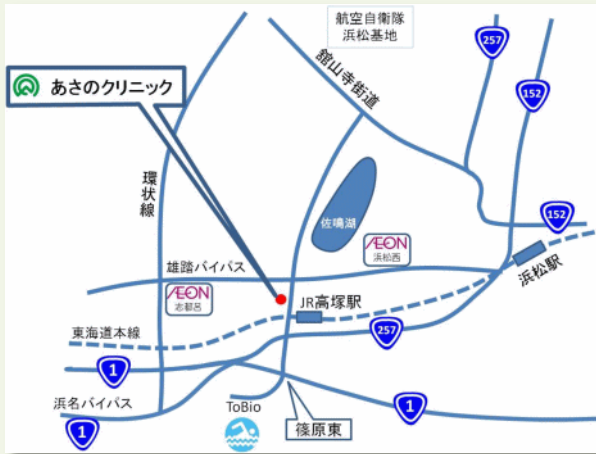 航空自衛隊
浜松基地
257
152
あさのクリニック
舘山寺街道
環状線
佐鳴湖
152
ÆON
浜松西
雄踏バイパス
浜松駅
ÆON
志都呂
JR高塚駅
東海道本線
257
1
浜名バイパス
ToBio
1
篠原東
1